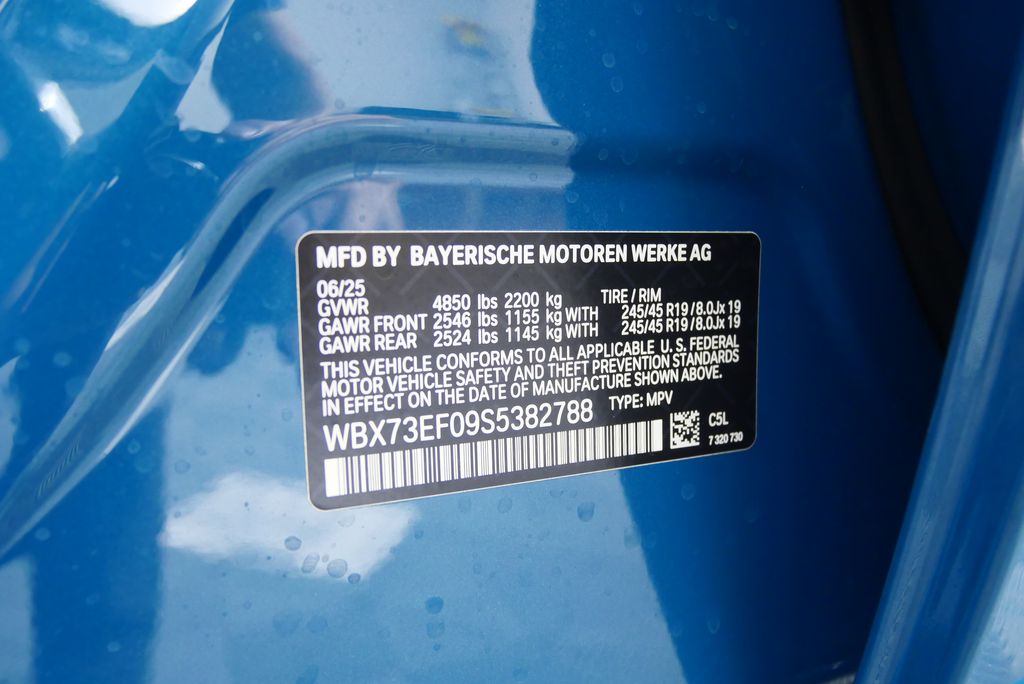 MFD BY BAYERISCHE MOTOREN WERKE AG
06/25 TIRE / RIM
GVWR 4850 lbs 2200 kg
GAWR FRONT 2546 lbs 1155 kg WITH 245/45 R19 / 8.0Jx 19
GAWR REAR 2524 lbs 1145 kg WITH 245/45 R19 / 8.0Jx 19
THIS VEHICLE CONFORMS TO ALL APPLICABLE U. S. FEDERAL
MOTOR VEHICLE SAFETY AND THEFT PREVENTION STANDARDS
IN EFFECT ON THE DATE OF MANUFACTURE SHOWN ABOVE.
WBX73EF09S5382788 TYPE: MPV
C5L
7 320 730